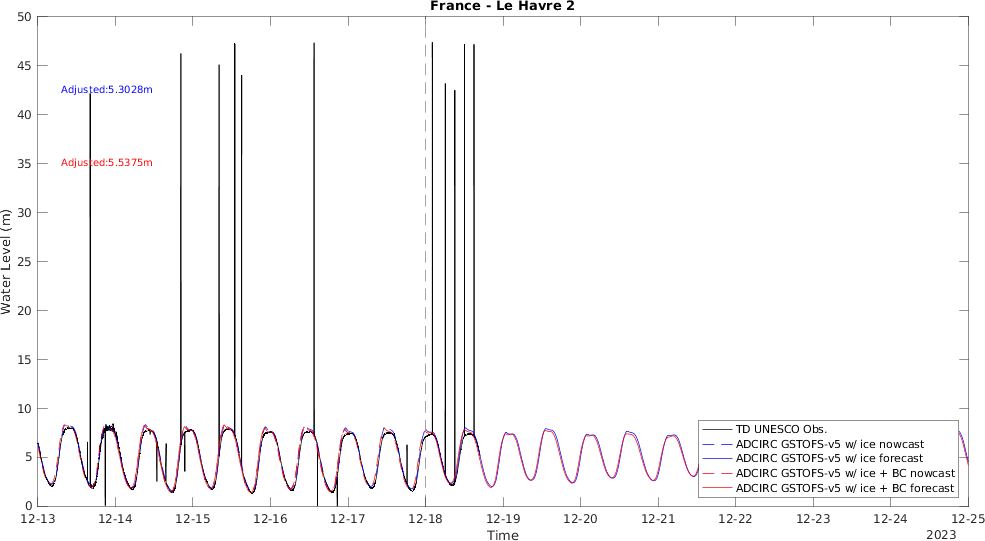 France - Le Havre 2
50
45
40
35
30
25
20
15
10
5
0
Water Level (m)
Adjusted:5.3028m
Adjusted:5.5375m
TD UNESCO Obs.
ADCIRC GSTOFS-v5 w/ ice nowcast
ADCIRC GSTOFS-v5 w/ ice forecast
ADCIRC GSTOFS-v5 w/ ice + BC nowcast
ADCIRC GSTOFS-v5 w/ ice + BC forecast
12-13 12-14 12-15 12-16 12-17 12-18 12-19 12-20 12-21 12-22 12-23 12-24 12-25
Time
2023